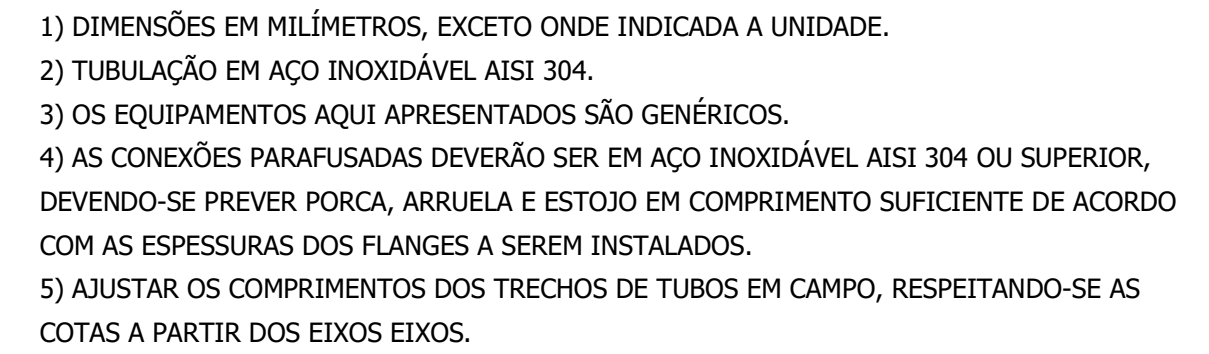 1) DIMENSÕES EM MILÍMETROS, EXCETO ONDE INDICADA A UNIDADE.
2) TUBULAÇÃO EM AÇO INOXIDÁVEL AISI 304.
3) OS EQUIPAMENTOS AQUI APRESENTADOS SÃO GENÉRICOS.
4) AS CONEXÕES PARAFUSADAS DEVERÃO SER EM AÇO INOXIDÁVEL AISI 304 OU SUPERIOR,
DEVENDO-SE PREVER PORCA, ARRUELA E ESTOJO EM COMPRIMENTO SUFICIENTE DE ACORDO
COM AS ESPESSURAS DOS FLANGES A SEREM INSTALADOS.
5) AJUSTAR OS COMPRIMENTOS DOS TRECHOS DE TUBOS EM CAMPO, RESPEITANDO-SE AS
COTAS A PARTIR DOS EIXOS EIXOS.